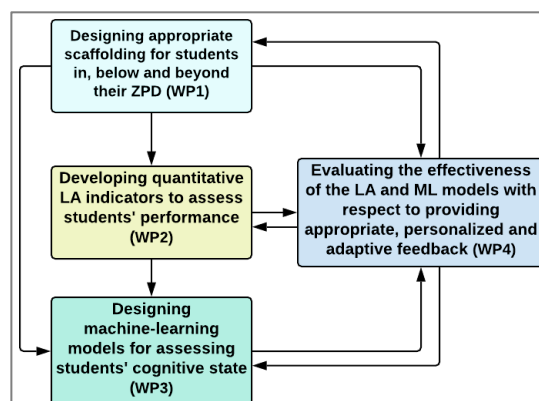 Designing appropriate
scaffolding for students
in, below and beyond
their ZPD (WP1)
Developing quantitative
LA indicators to assess
students' performance
(WP2)
Evaluating the effectiveness
of the LA and ML models with
respect to providing
appropriate, personalized and
adaptive feedback (WP4)
Designing
machine-learning
models for assessing
students' cognitive state
(WP3)